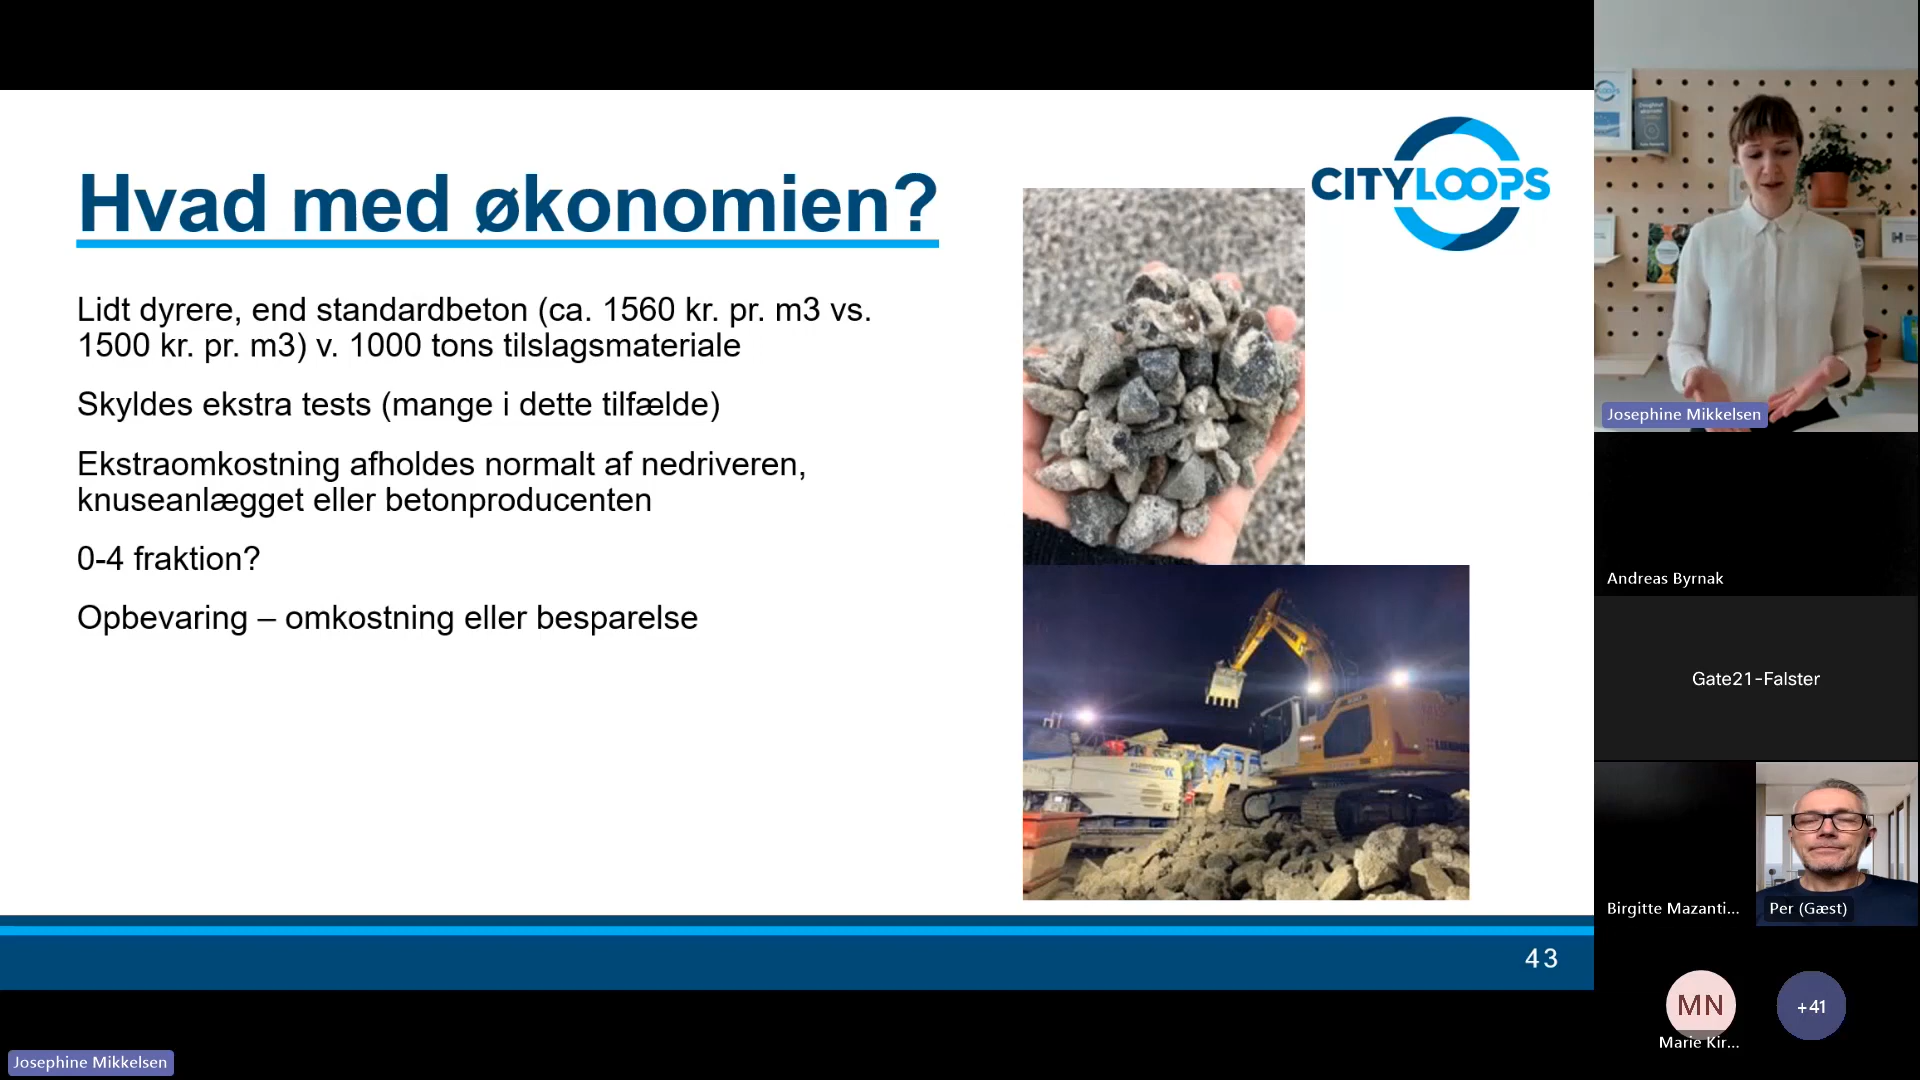 Hvad med økonomien?
CITYLOOPS
Lidt dyrere, end standardbeton (ca. 1560 kr. pr. m3 vs.
1500 kr. pr. m3) v. 1000 tons tilslagsmateriale
Skyldes ekstra tests (mange i dette tilfælde)
Ekstraomkostning afholdes normalt af nedriveren,
knuseanlægget eller betonproducenten
0-4 fraktion?
Opbevaring – omkostning eller besparelse
43
Josephine Mikkelsen
Josephine Mikkelsen
Andreas Byrnak
Gate21-Falster
Birgitte Mazanti...
Per (Gæst)
MN
Marie Kir...
+41